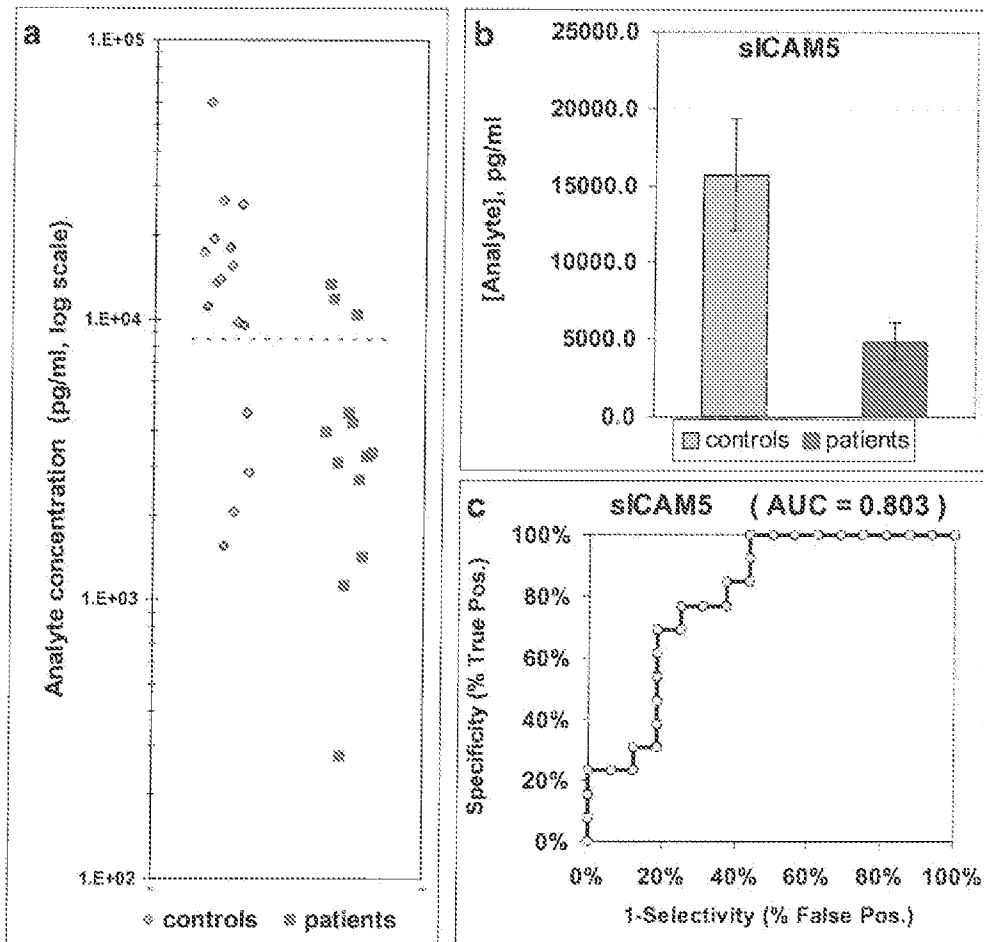 a
1.E+05
1.E+04
1.E+03
1.E+02
Analyte concentration (pg/ml, log scale)
controls patients
b
sICAM5
25000.0
20000.0
15000.0
10000.0
5000.0
0.0
[Analyte], pg/ml
controls patients
c
sICAM5 ( AUC = 0.803 )
100%
80%
60%
40%
20%
0%
Specificity (% True Pos.)
0% 20% 40% 60% 80% 100%
1-Selectivity (% False Pos.)